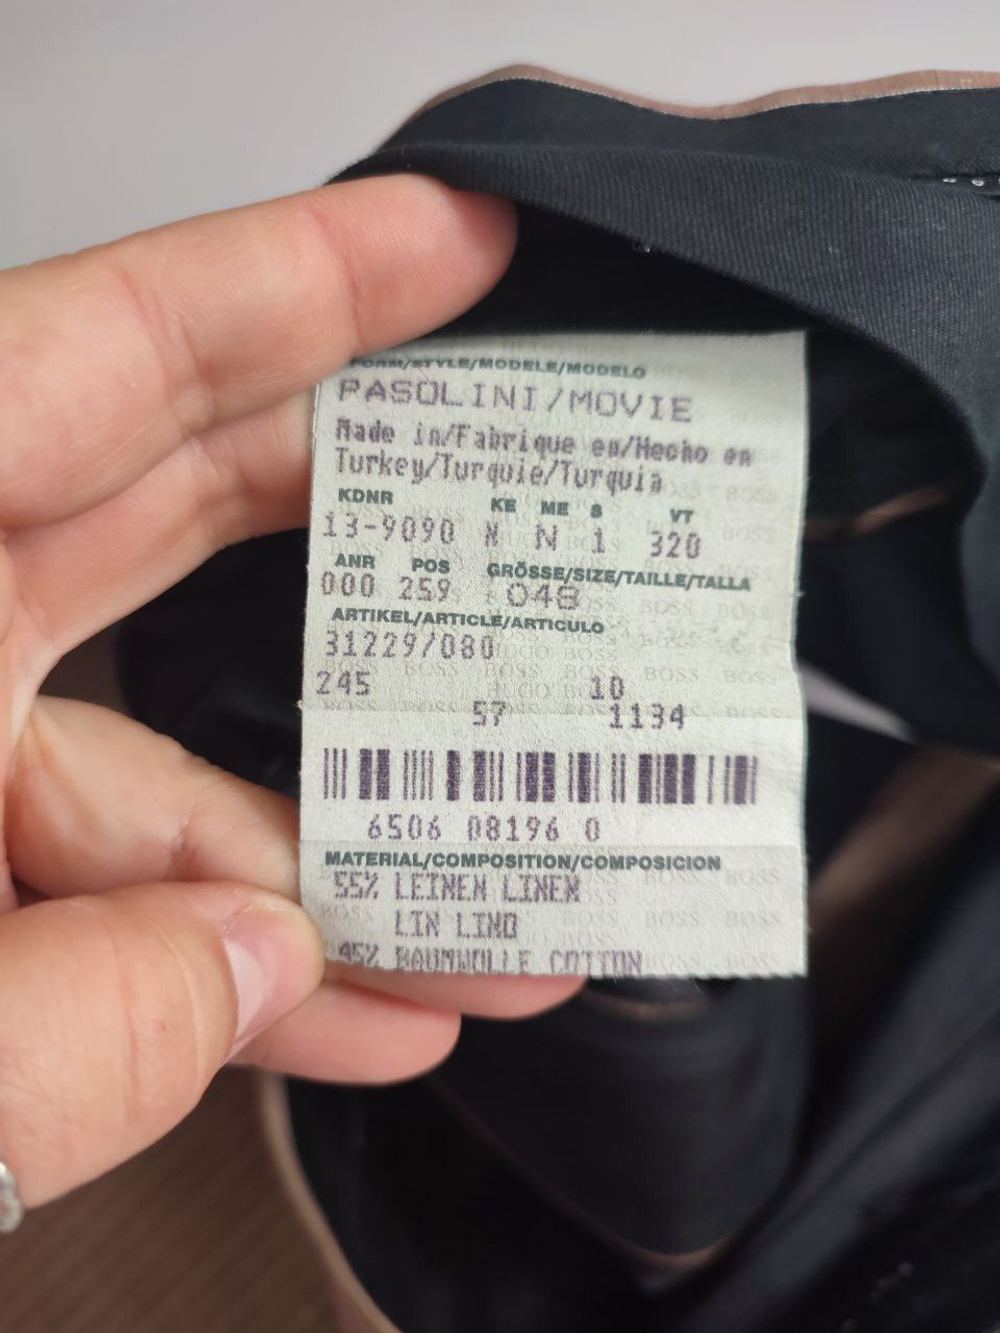 FORM/STYLE/MODELE/MODELO
PASOLINI/MOVIE
Made in/Fabrique en/Hecho en
Turkey/Turquie/Turquia
KDNR KE ME S VT
13-9090 N N 1 320
ANR POS GRÖSSE/SIZE/TAILLE/TALLA
000 259 048
ARTIKEL/ARTICLE/ARTICULO
31229/080
245 10
57 1134
6506 08196 0
MATERIAL/COMPOSITION/COMPOSICION
55% LEINEN LINEN
LIN LINO
45% BAUMWOLLE COTTON
HUGO BOSS